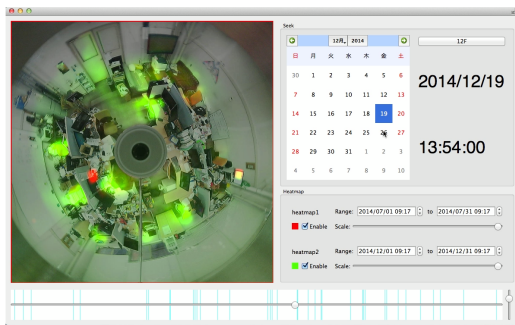 Seek
12月, 2014
日 月 火 水 木 金 土
30 1 2 3 4 5 6
7 8 9 10 11 12 13
14 15 16 17 18 19 20
21 22 23 24 25 26 27
28 29 30 31 1 2 3
4 5 6 7 8 9 10
12F
2014/12/19
13:54:00
Heatmap
heatmap1 Range: 2014/07/01 09:17 to 2014/07/31 09:17
Enable Scale:
heatmap2 Range: 2014/12/01 09:17 to 2014/12/31 09:17
Enable Scale: